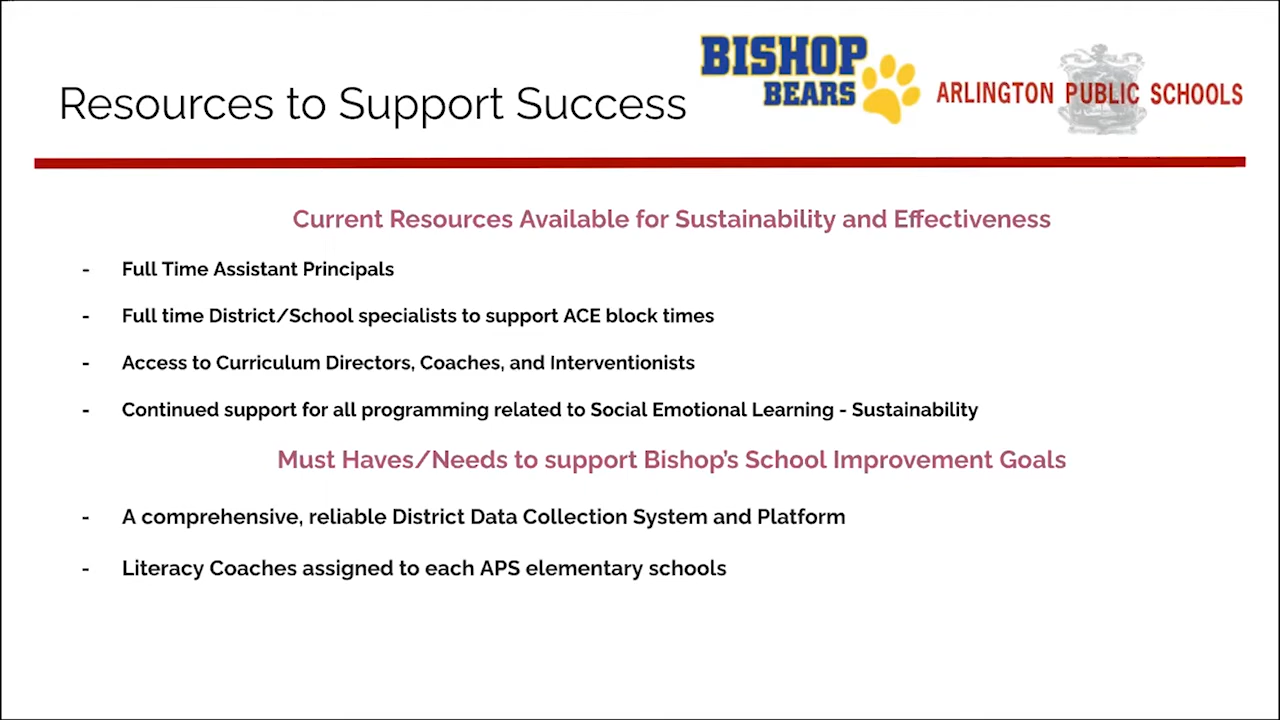 BISHOP
BEARS
ARLINGTON PUBLIC SCHOOLS
Resources to Support Success
Current Resources Available for Sustainability and Effectiveness
- Full Time Assistant Principals
- Full time District/School specialists to support ACE block times
- Access to Curriculum Directors, Coaches, and Interventionists
- Continued support for all programming related to Social Emotional Learning - Sustainability
Must Haves/Needs to support Bishop's School Improvement Goals
- A comprehensive, reliable District Data Collection System and Platform
- Literacy Coaches assigned to each APS elementary schools